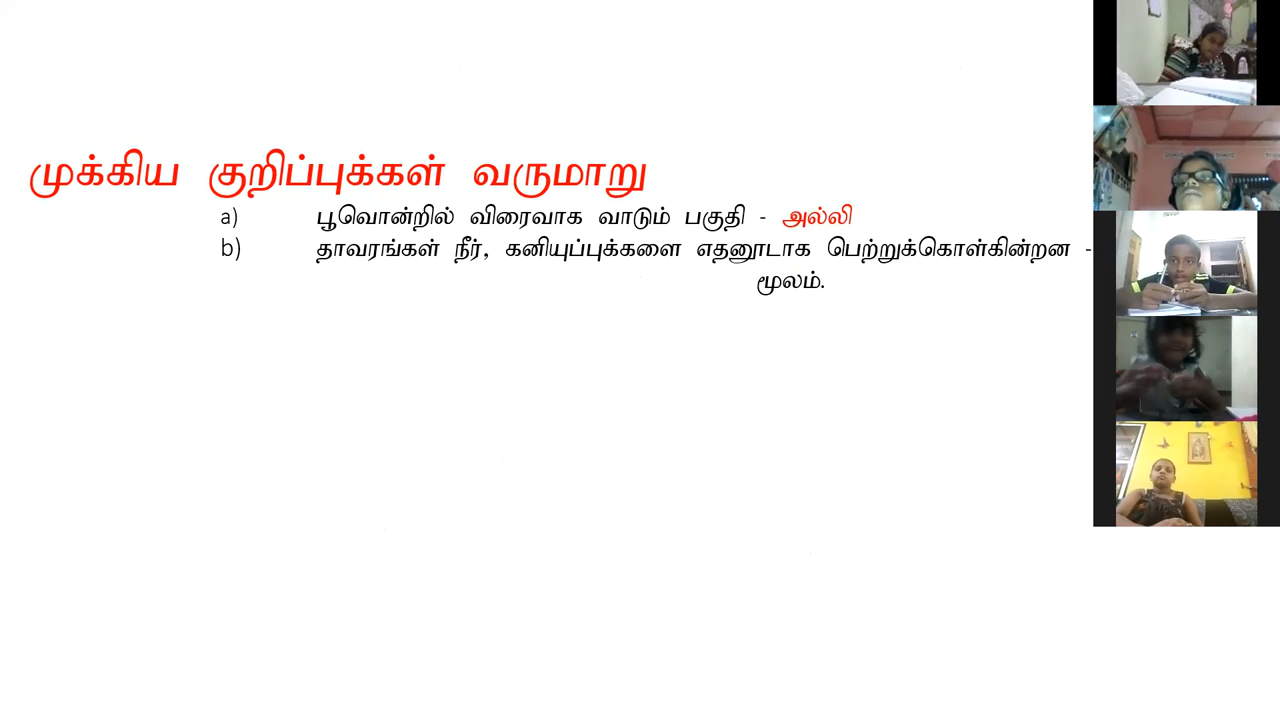 முக்கிய குறிப்புக்கள் வருமாறு
a) பூவொன்றில் விரைவாக வாடும் பகுதி - அல்லி
b) தாவரங்கள் நீர், கனியுப்புக்களை எதனூடாக பெற்றுக்கொள்கின்றன -
மூலம்.